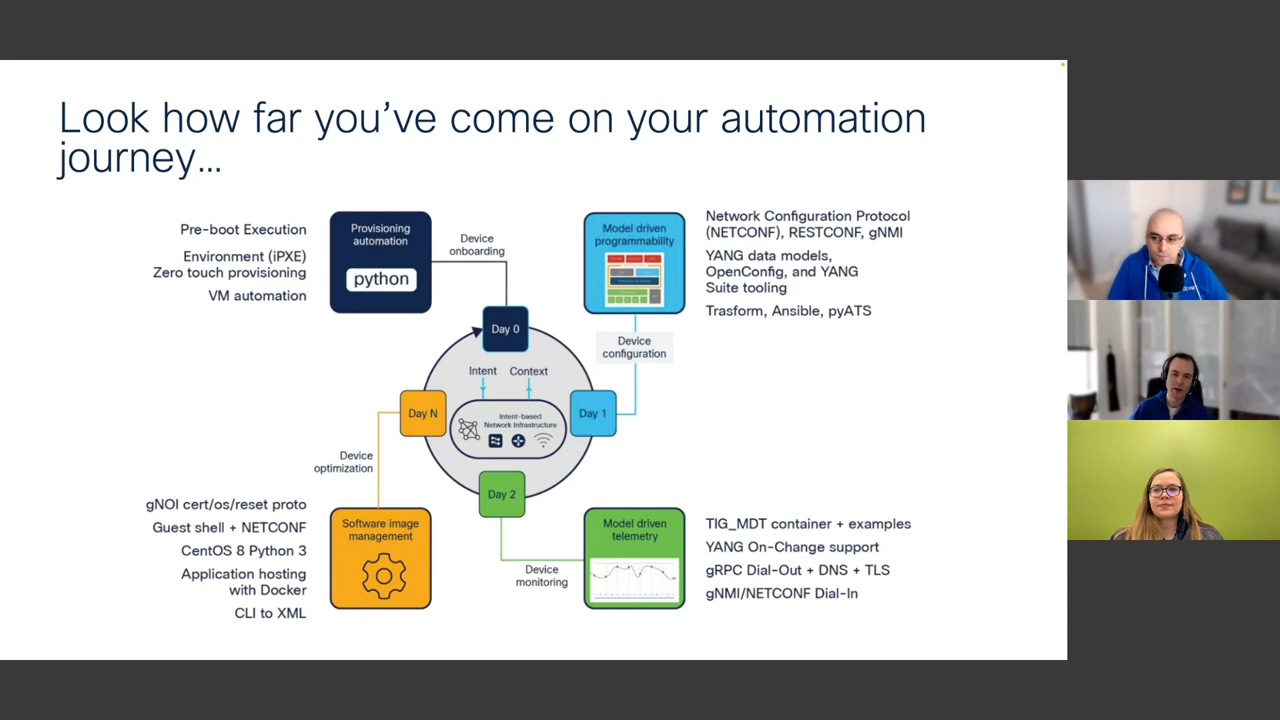 Look how far you've come on your automation
journey...
Pre-boot Execution
Environment (iPXE)
Zero touch provisioning
VM automation
Provisioning
automation
python
Device
onboarding
Model driven
programmability
Network Configuration Protocol
(NETCONF), RESTCONF, gNMI
YANG data models,
OpenConfig, and YANG
Suite tooling
Trasform, Ansible, pyATS
Day 0
Device
configuration
Intent
Context
Day N
Intent-based
Network Infrastructure
Day 1
Device
optimization
Day 2
gNOI cert/os/reset proto
Guest shell + NETCONF
CentOS 8 Python 3
Application hosting
with Docker
CLI to XML
Software image
management
Device
monitoring
Model driven
telemetry
TIG_MDT container + examples
YANG On-Change support
gRPC Dial-Out + DNS + TLS
gNMI/NETCONF Dial-In